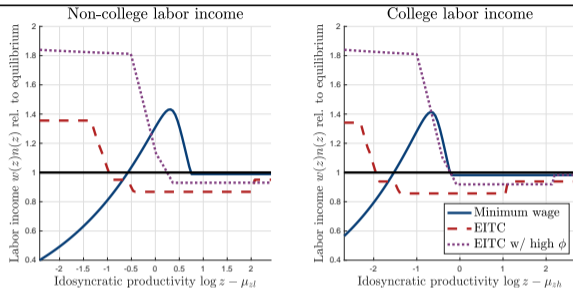 Non-college labor income
Labor income w(z)n(z) rel. to equilibrium
2
1.8
1.6
1.4
1.2
1
0.8
0.6
0.4
-2 -1.5 -1 -0.5 0 0.5 1 1.5 2
Idosyncratic productivity log z − μzl
College labor income
Labor income w(z)n(z) rel. to equilibrium
2
1.8
1.6
1.4
1.2
1
0.8
0.6
0.4
-2 -1 0 1 2
Idosyncratic productivity log z − μzh
Minimum wage
EITC
EITC w/ high ϕ